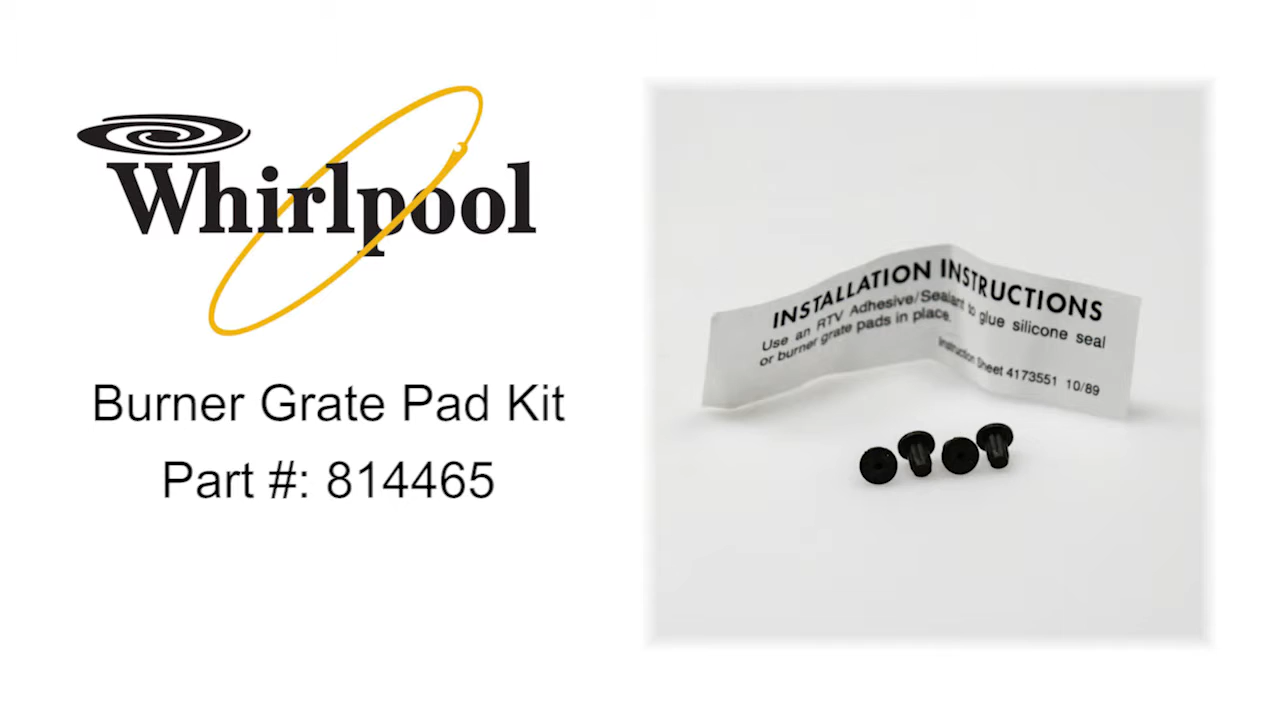 Whirlpool
Burner Grate Pad Kit
Part #: 814465
INSTALLATION INSTRUCTIONS
Use an RTV Adhesive/Sealant to glue silicone seal
or burner grate pads in place.
Instruction Sheet 4173551 10/89